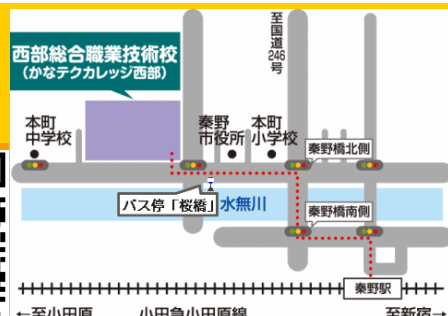 西部総合職業技術校
(かなテクカレッジ西部)
至国道
246
号
本町
中学校
秦野
市役所
本町
小学校
秦野橋北側
バス停「桜橋」
水無川
秦野橋南側
秦野駅
←至小田原
小田急小田原線
至新宿→